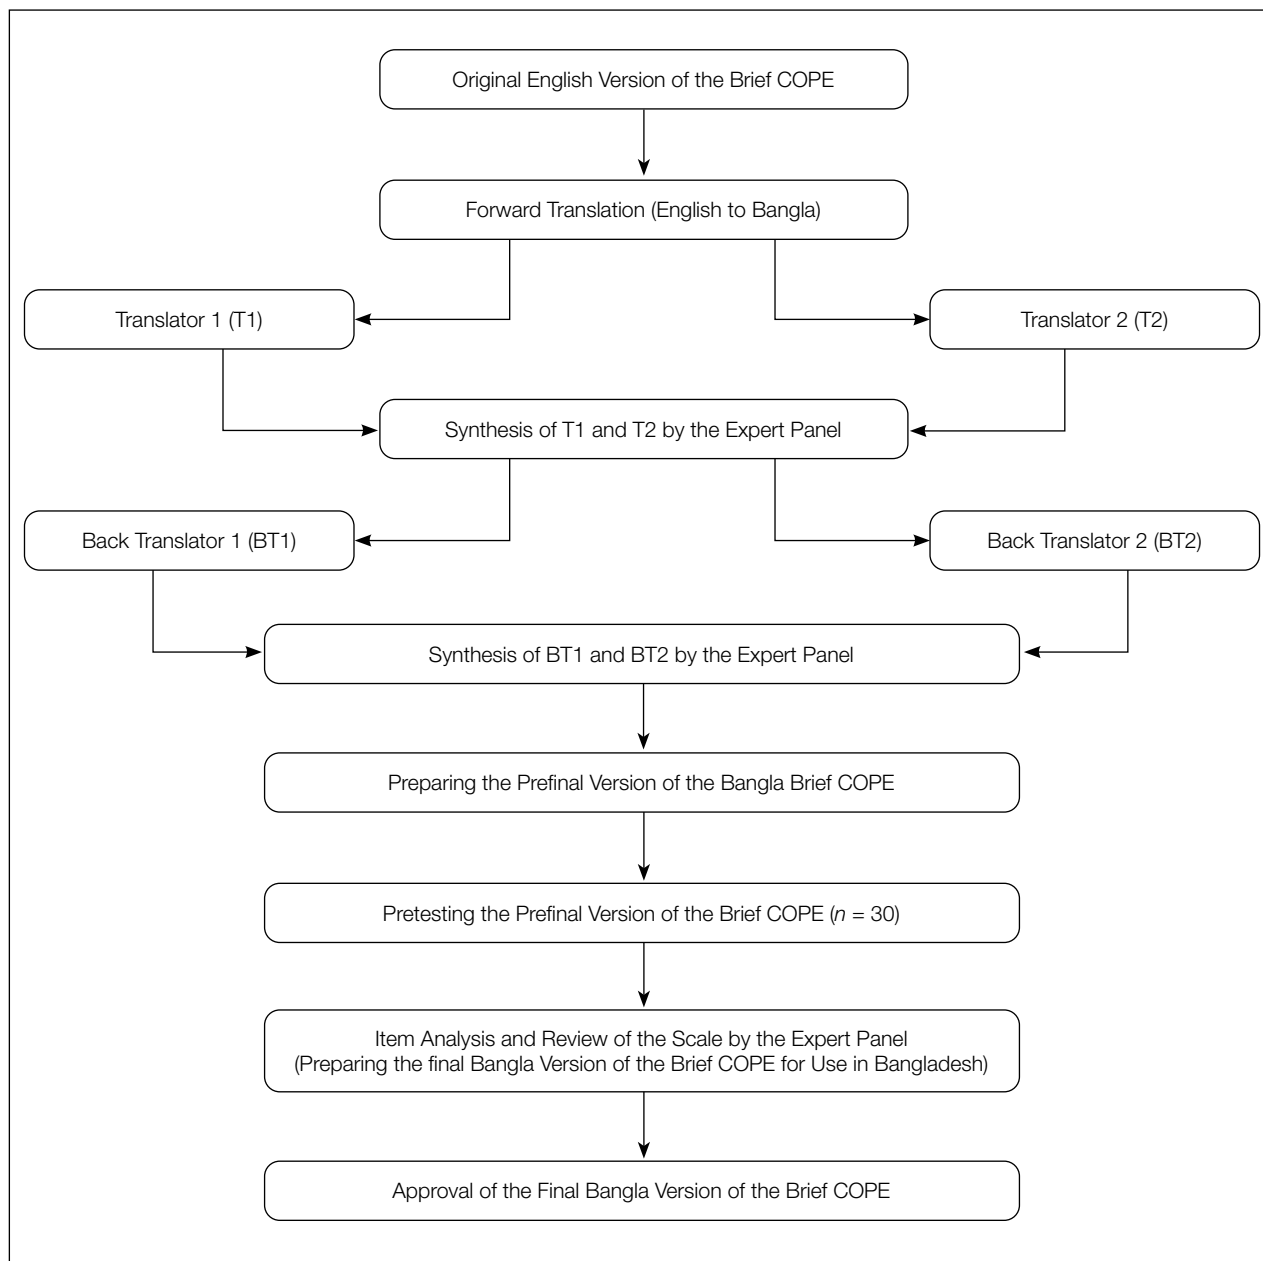 Original English Version of the Brief COPE
Forward Translation (English to Bangla)
Translator 1 (T1)
Translator 2 (T2)
Synthesis of T1 and T2 by the Expert Panel
Back Translator 1 (BT1)
Back Translator 2 (BT2)
Synthesis of BT1 and BT2 by the Expert Panel
Preparing the Prefinal Version of the Bangla Brief COPE
Pretesting the Prefinal Version of the Brief COPE (n = 30)
Item Analysis and Review of the Scale by the Expert Panel
(Preparing the final Bangla Version of the Brief COPE for Use in Bangladesh)
Approval of the Final Bangla Version of the Brief COPE